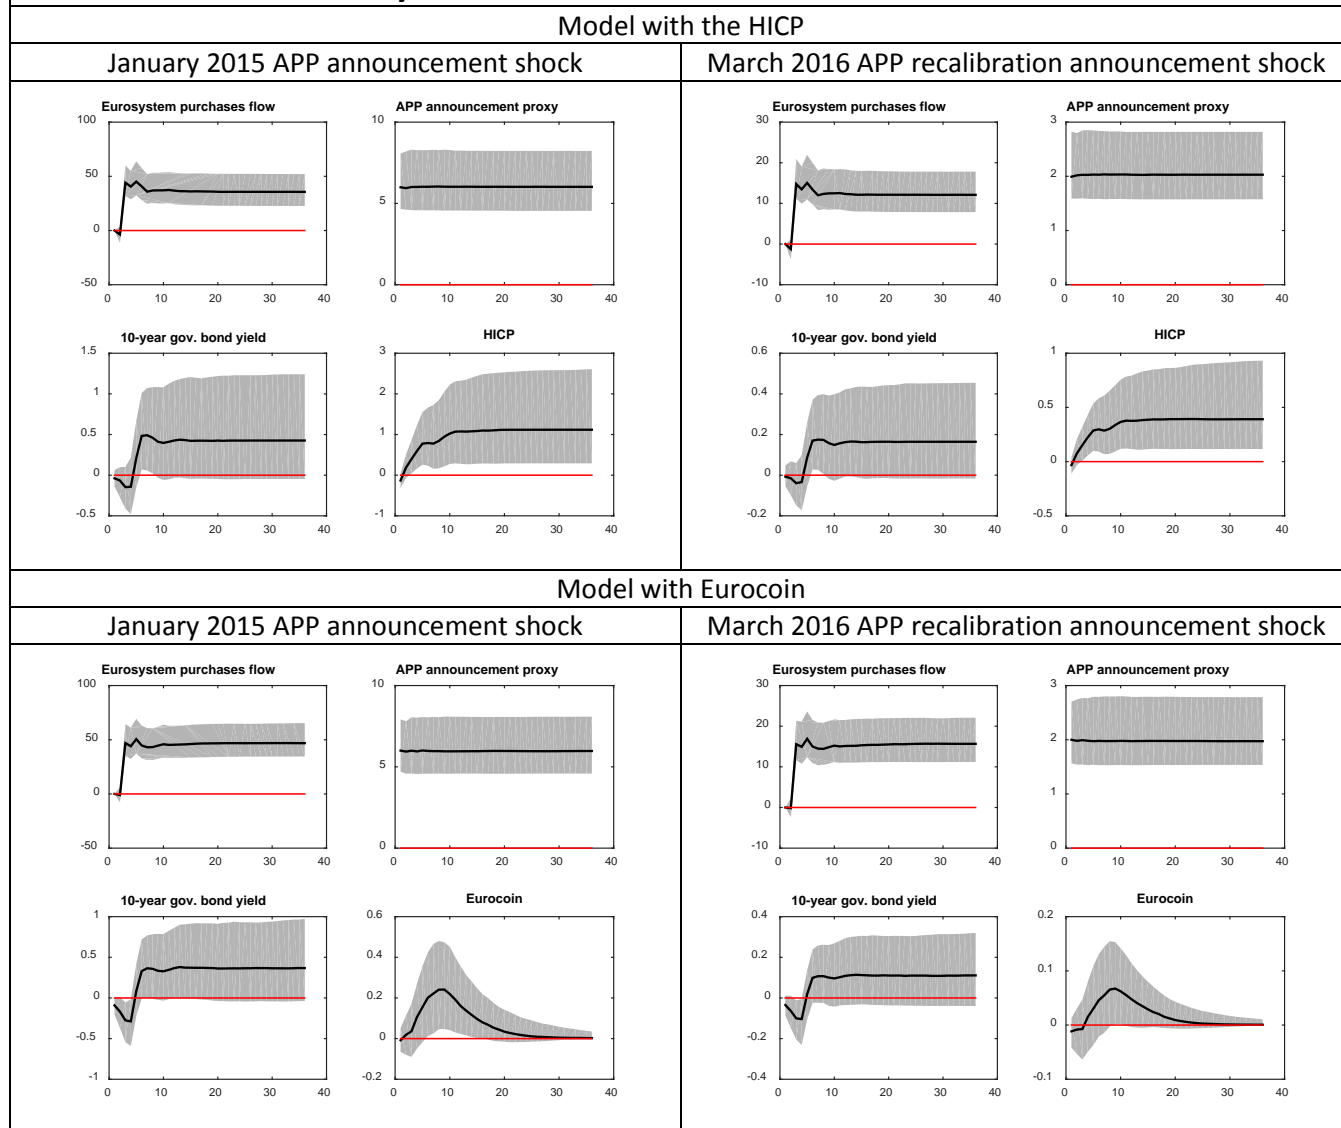 Model with the HICP
January 2015 APP announcement shock
March 2016 APP recalibration announcement shock
Eurosystem purchases flow
100
50
0
-50
0 10 20 30 40
APP announcement proxy
10
5
0
0 10 20 30 40
10-year gov. bond yield
1.5
1
0.5
0
-0.5
0 10 20 30 40
HICP
3
2
1
0
-1
0 10 20 30 40
Eurosystem purchases flow
30
20
10
0
-10
0 10 20 30 40
APP announcement proxy
3
2
1
0
0 10 20 30 40
10-year gov. bond yield
0.6
0.4
0.2
0
-0.2
0 10 20 30 40
HICP
1
0.5
0
-0.5
0 10 20 30 40
Model with Eurocoin
January 2015 APP announcement shock
March 2016 APP recalibration announcement shock
Eurosystem purchases flow
100
50
0
-50
0 10 20 30 40
APP announcement proxy
10
5
0
0 10 20 30 40
10-year gov. bond yield
1
0.5
0
-0.5
-1
0 10 20 30 40
Eurocoin
0.6
0.4
0.2
0
-0.2
0 10 20 30 40
Eurosystem purchases flow
30
20
10
0
-10
0 10 20 30 40
APP announcement proxy
3
2
1
0
0 10 20 30 40
10-year gov. bond yield
0.4
0.2
0
-0.2
-0.4
0 10 20 30 40
Eurocoin
0.2
0.1
0
-0.1
0 10 20 30 40